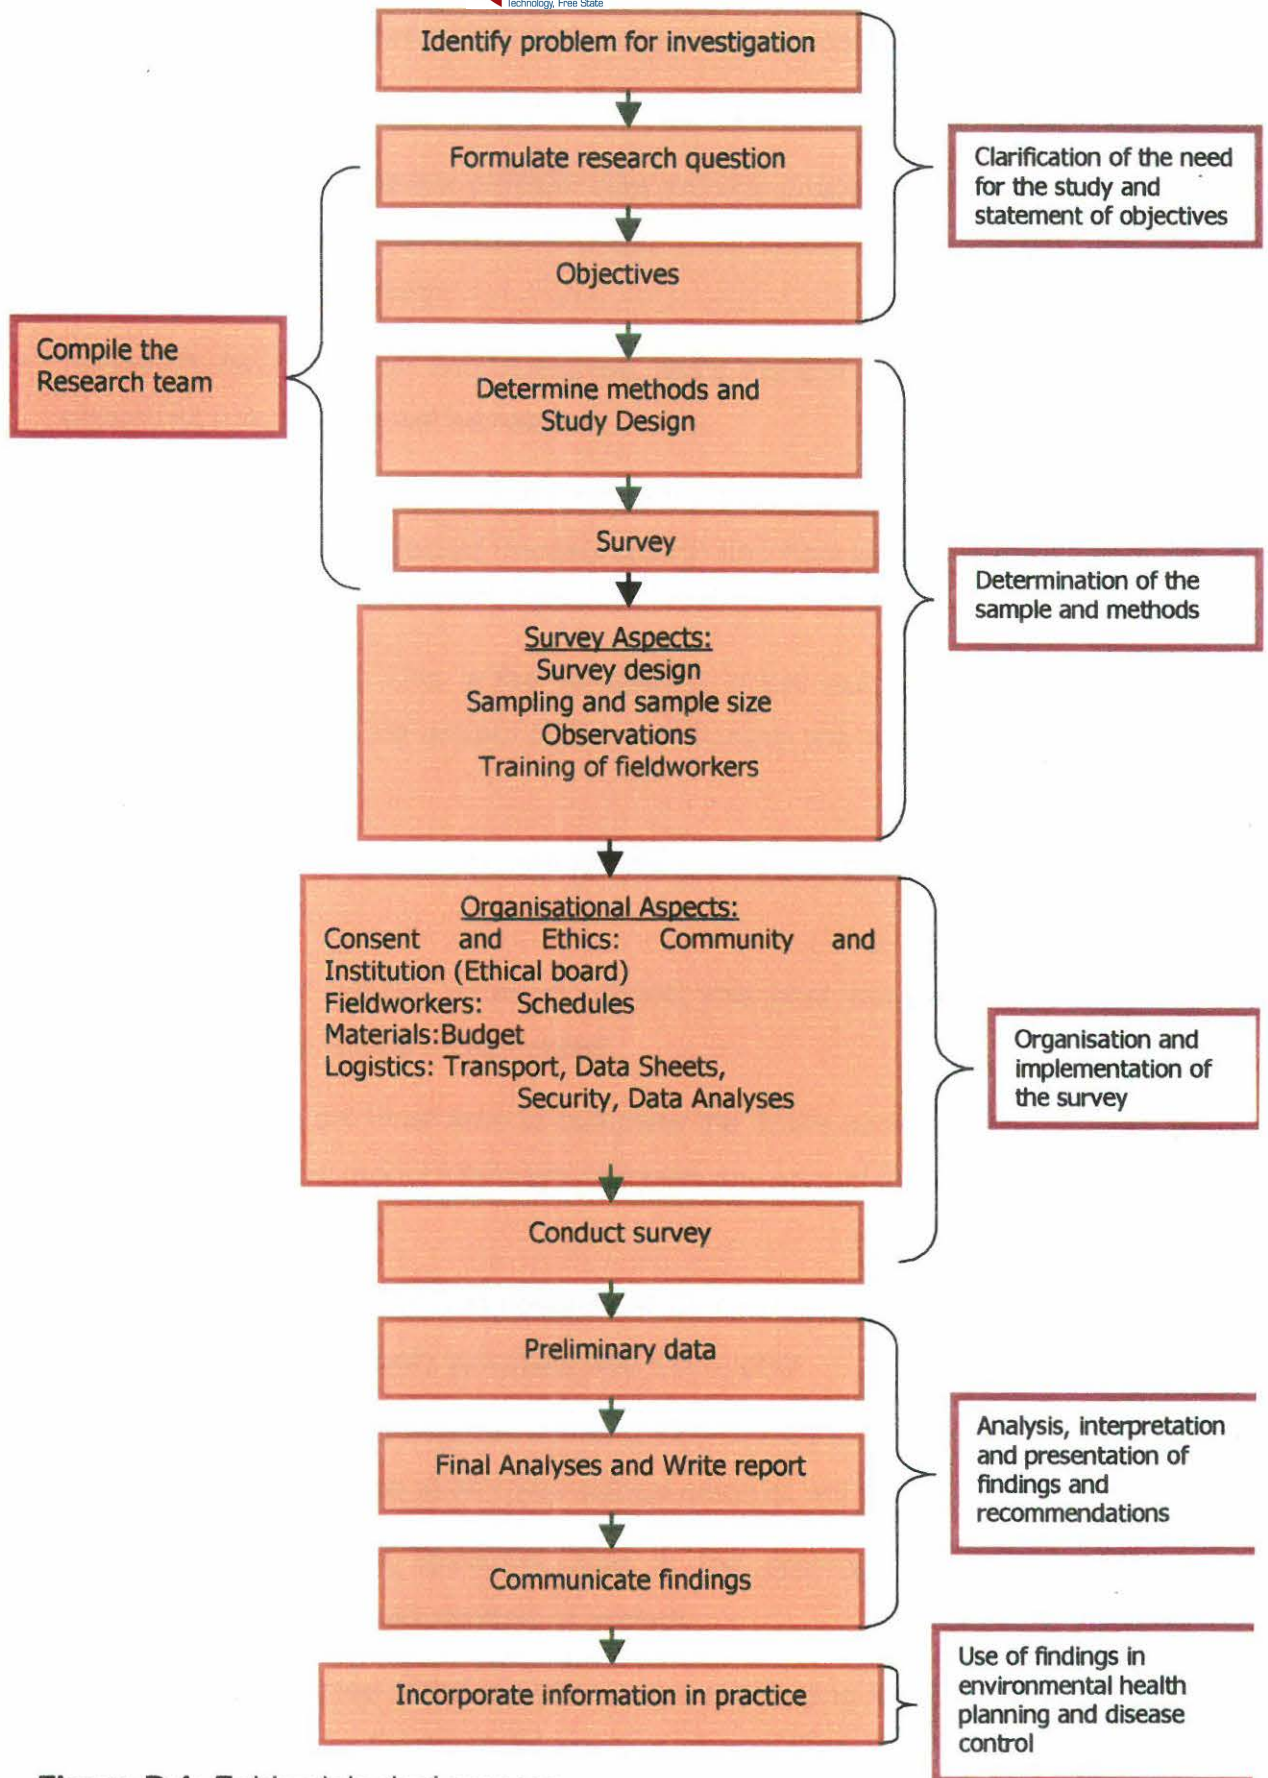 Technology, Free State
Identify problem for investigation
Formulate research question
Clarification of the need
for the study and
statement of objectives
Objectives
Compile the
Research team
Determine methods and
Study Design
Survey
Determination of the
sample and methods
Survey Aspects:
Survey design
Sampling and sample size
Observations
Training of fieldworkers
Organisational Aspects:
Consent and Ethics: Community and
Institution (Ethical board)
Fieldworkers: Schedules
Materials:Budget
Logistics: Transport, Data Sheets,
Security, Data Analyses
Organisation and
implementation of
the survey
Conduct survey
Preliminary data
Final Analyses and Write report
Analysis, interpretation
and presentation of
findings and
recommendations
Communicate findings
Incorporate information in practice
Use of findings in
environmental health
planning and disease
control